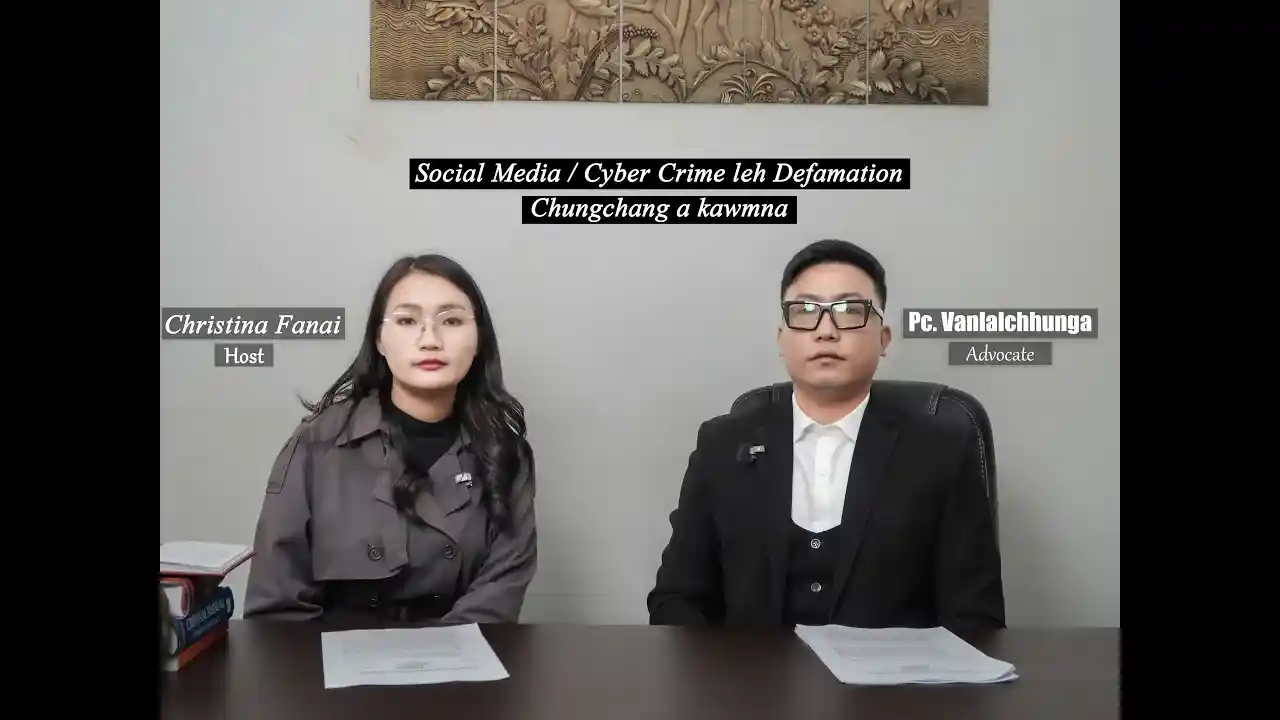 Social Media / Cyber Crime leh Defamation
Chungchang a kawmna
Christina Fanai
Host
Pc. Vanlalchhunga
Advocate